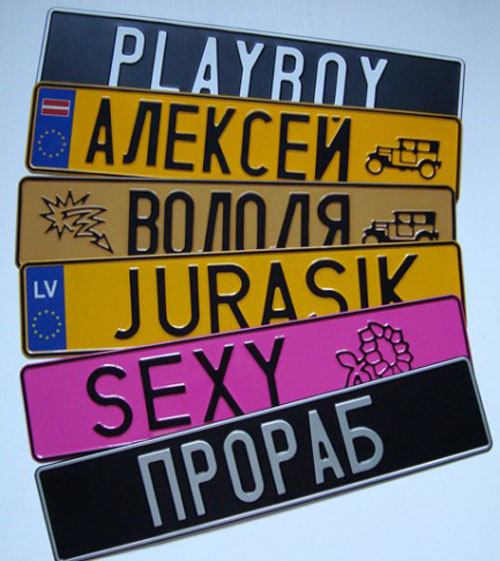 PLAYBOY
АЛЕКСЕЙ
ВОЛОДЯ
LV JURASIK
SEXY
ПРОРАБ